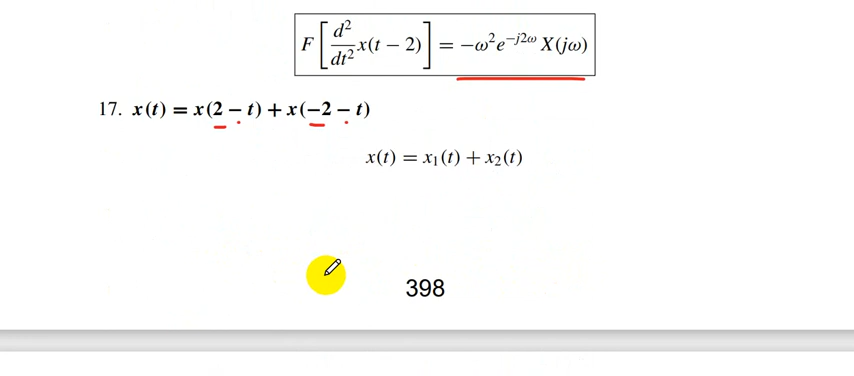 F [ d²/dt² x(t − 2) ] = −ω²e^{−j2ω} X(jω)
17. x(t) = x(2 − t) + x(−2 − t)
x(t) = x₁(t) + x₂(t)
398